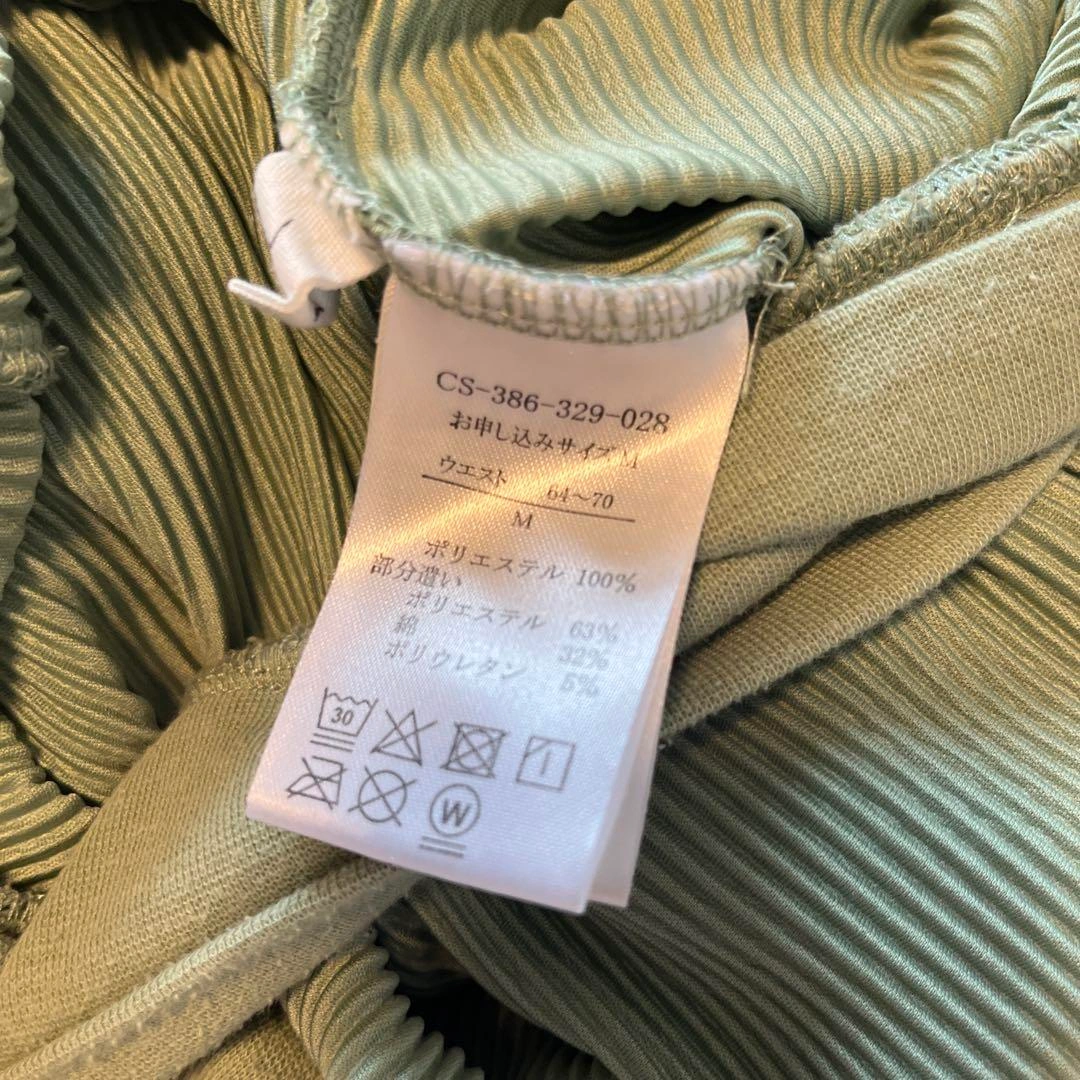 CS-386-329-028
お申し込みサイズ M
ウエスト 64～70
M
ポリエステル 100%
部分遣い
ポリエステル 63%
綿 32%
ポリウレタン 5%
30
W